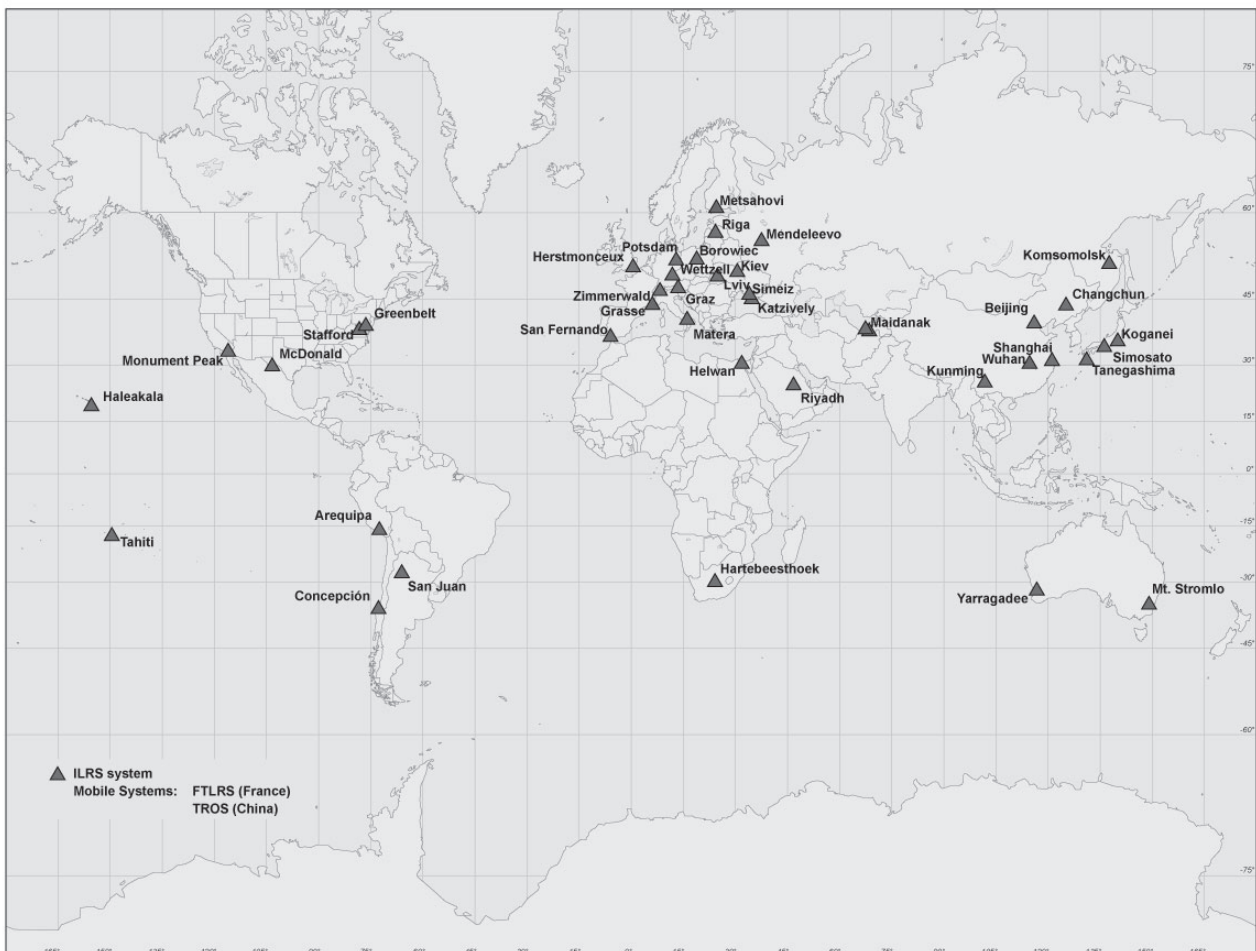 75°
Metsahovi
60°
Riga
Mendeleevo
Potsdam
Borowiec
Herstmonceux
Wettzell
Kiev
Komsomolsk
Lviv
Simeiz
Zimmerwald
Changchun
45°
Graz
Katzively
Grasse
Beijing
Greenbelt
San Fernando
Matera
Maidanak
Stafford
Koganei
Monument Peak
McDonald
Shanghai
Simosato
Wuhan
Helwan
Kunming
Tanegashima
30°
Riyadh
Haleakala
15°
0°
Arequipa
-15°
Tahiti
Hartebeesthoek
-30°
San Juan
Mt. Stromlo
Concepción
Yarragadee
-45°
-60°
ILRS system
Mobile Systems: FTLRS (France)
TROS (China)
-75°